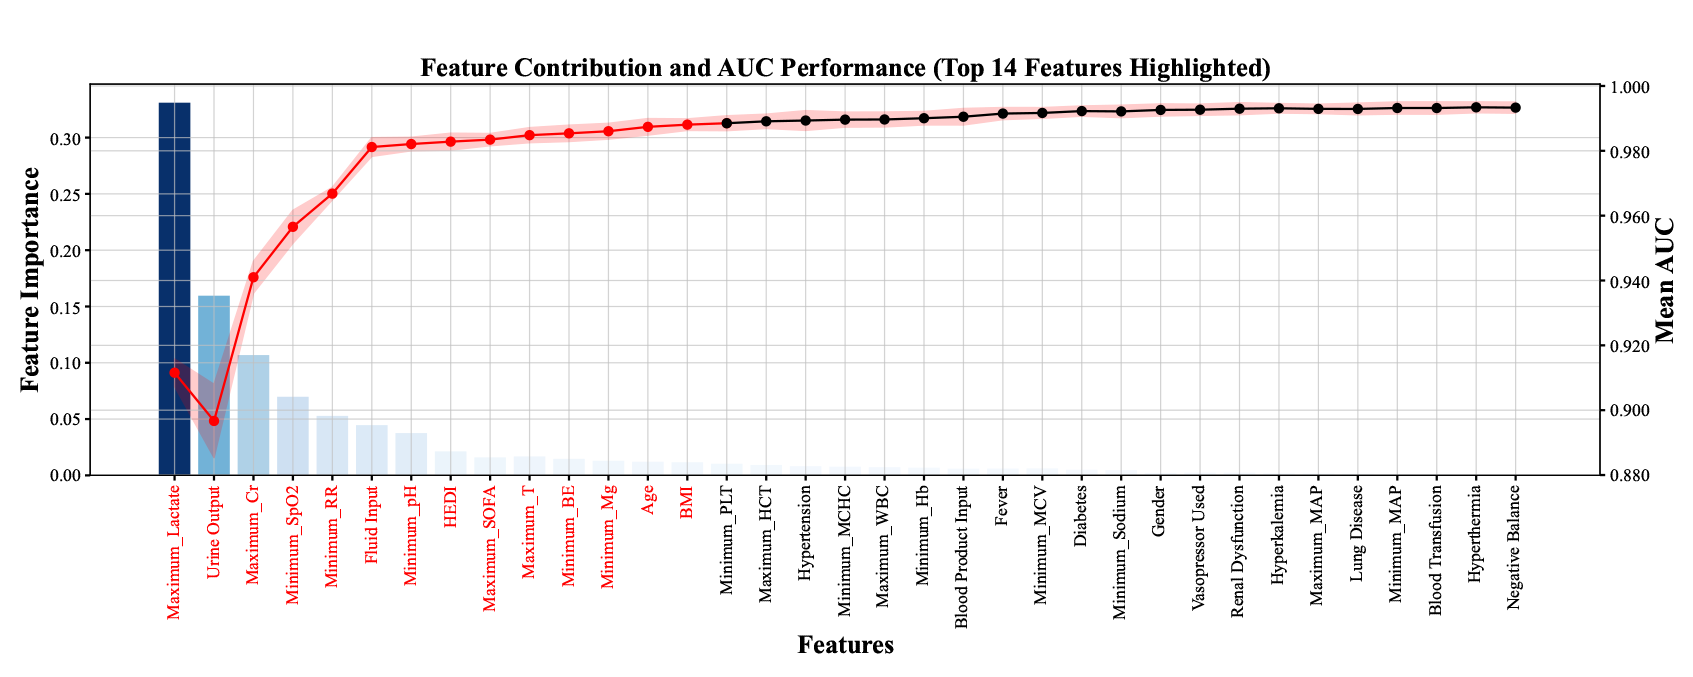 Feature Contribution and AUC Performance (Top 14 Features Highlighted)
Feature Importance
0.30
0.25
0.20
0.15
0.10
0.05
0.00
1.000
0.980
0.960
0.940
0.920
0.900
0.880
Mean AUC
Maximum_Lactate
Urine Output
Maximum_Cr
Minimum_SpO2
Minimum_RR
Fluid Input
Minimum_pH
HEDI
Maximum_SOFA
Maximum_T
Minimum_BE
Minimum_Mg
Age
BMI
Minimum_PLT
Maximum_HCT
Hypertension
Minimum_MCHC
Maximum_WBC
Minimum_Hb
Blood Product Input
Fever
Minimum_MCV
Diabetes
Minimum_Sodium
Gender
Vasopressor Used
Renal Dysfunction
Hyperkalemia
Maximum_MAP
Lung Disease
Minimum_MAP
Blood Transfusion
Hyperthermia
Negative Balance
Features